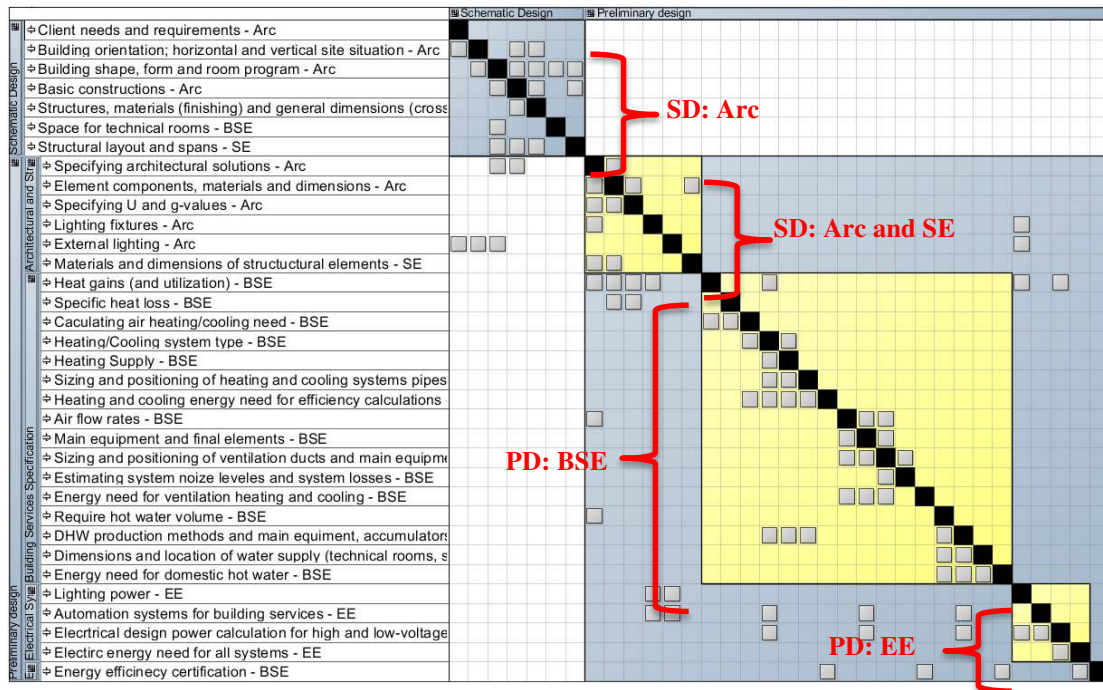 Schematic Design
Preliminary design
Client needs and requirements - Arc
Building orientation; horizontal and vertical site situation - Arc
Building shape, form and room program - Arc
Basic constructions - Arc
Structures, materials (finishing) and general dimensions (cross
Space for technical rooms - BSE
Structural layout and spans - SE
Specifying architectural solutions - Arc
Element components, materials and dimensions - Arc
Specifying U and g-values - Arc
Lighting fixtures - Arc
External lighting - Arc
Materials and dimensions of structuctural elements - SE
Heat gains (and utilization) - BSE
Specific heat loss - BSE
Caculating air heating/cooling need - BSE
Heating/Cooling system type - BSE
Heating Supply - BSE
Sizing and positioning of heating and cooling systems pipes
Heating and cooling energy need for efficiency calculations
Air flow rates - BSE
Main equipment and final elements - BSE
Sizing and positioning of ventilation ducts and main equipme
Estimating system noize leveles and system losses - BSE
Energy need for ventilation heating and cooling - BSE
Require hot water volume - BSE
DHW production methods and main equiment, accumulators
Dimensions and location of water supply (technical rooms, s
Energy need for domestic hot water - BSE
Lighting power - EE
Automation systems for building services - EE
Elecrtrical design power calculation for high and low-voltage
Electirc energy need for all systems - EE
Energy efficinecy certification - BSE
Schematic Design
Preliminary design
Architectural and Str
Building Services Specification
Electrical Sy
SD: Arc
SD: Arc and SE
PD: BSE
PD: EE